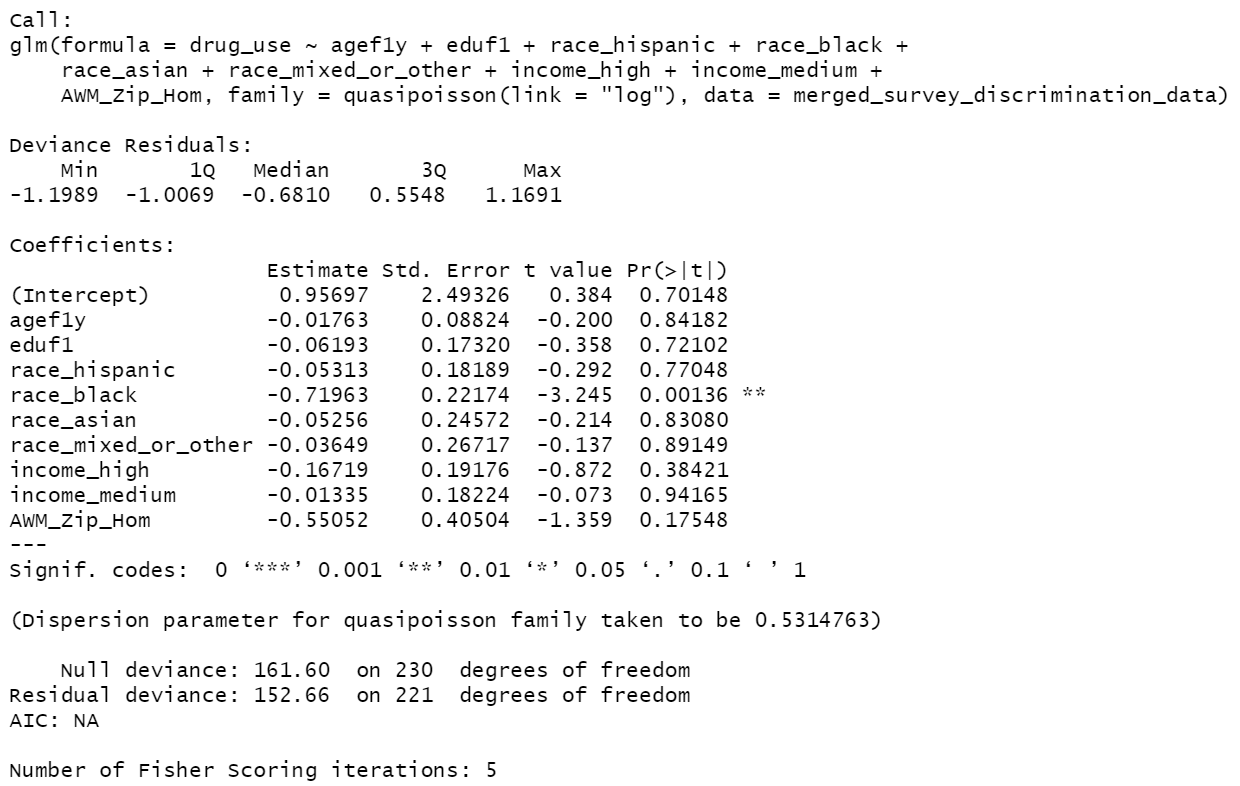 Call:
glm(formula = drug_use ~ agef1y + eduf1 + race_hispanic + race_black +
    race_asian + race_mixed_or_other + income_high + income_medium +
    AWM_Zip_Hom, family = quasipoisson(link = "log"), data = merged_survey_discrimination_data)

Deviance Residuals:
    Min       1Q   Median       3Q      Max
-1.1989  -1.0069  -0.6810   0.5548   1.1691

Coefficients:
                    Estimate Std. Error t value Pr(>|t|)
(Intercept)          0.95697    2.49326   0.384  0.70148
agef1y              -0.01763    0.08824  -0.200  0.84182
eduf1               -0.06193    0.17320  -0.358  0.72102
race_hispanic       -0.05313    0.18189  -0.292  0.77048
race_black          -0.71963    0.22174  -3.245  0.00136 **
race_asian          -0.05256    0.24572  -0.214  0.83080
race_mixed_or_other -0.03649    0.26717  -0.137  0.89149
income_high         -0.16719    0.19176  -0.872  0.38421
income_medium       -0.01335    0.18224  -0.073  0.94165
AWM_Zip_Hom         -0.55052    0.40504  -1.359  0.17548
---
Signif. codes:  0 ‘***’ 0.001 ‘**’ 0.01 ‘*’ 0.05 ‘.’ 0.1 ‘ ’ 1

(Dispersion parameter for quasipoisson family taken to be 0.5314763)

    Null deviance: 161.60  on 230  degrees of freedom
Residual deviance: 152.66  on 221  degrees of freedom
AIC: NA

Number of Fisher Scoring iterations: 5